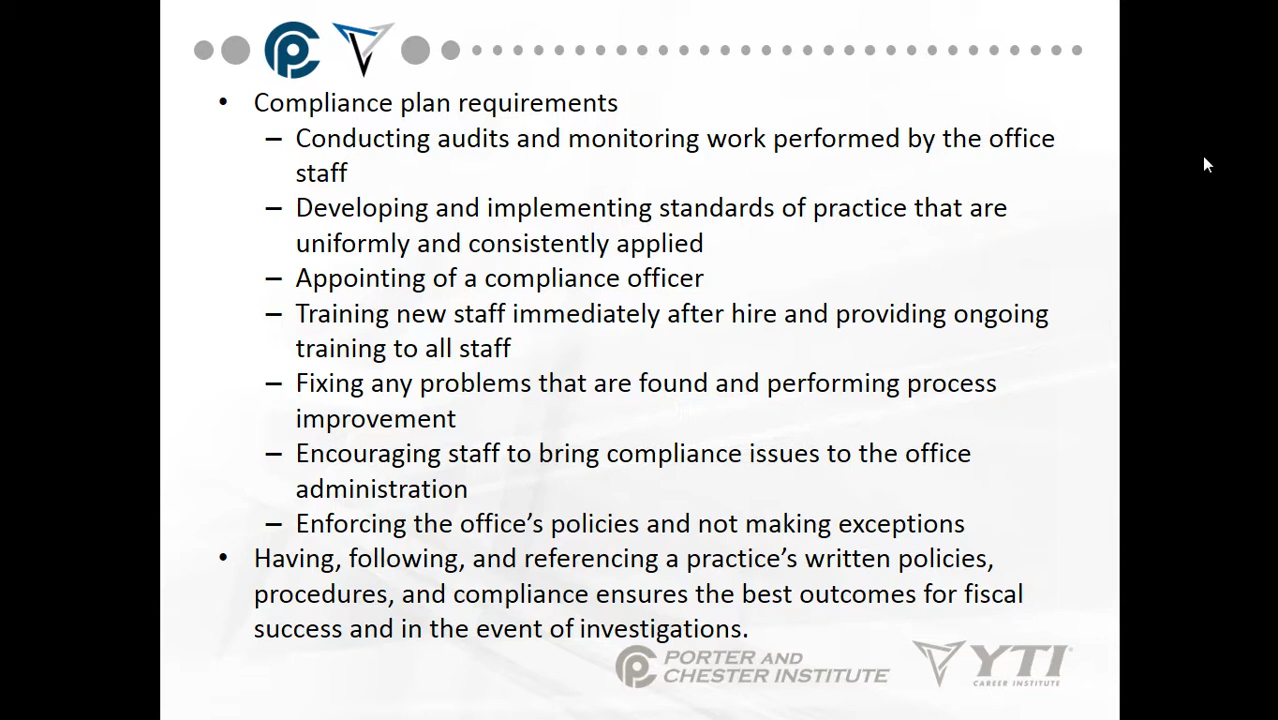 • Compliance plan requirements
– Conducting audits and monitoring work performed by the office
staff
– Developing and implementing standards of practice that are
uniformly and consistently applied
– Appointing of a compliance officer
– Training new staff immediately after hire and providing ongoing
training to all staff
– Fixing any problems that are found and performing process
improvement
– Encouraging staff to bring compliance issues to the office
administration
– Enforcing the office's policies and not making exceptions
• Having, following, and referencing a practice's written policies,
procedures, and compliance ensures the best outcomes for fiscal
success and in the event of investigations.
PORTER AND
CHESTER INSTITUTE
YTI
CAREER INSTITUTE